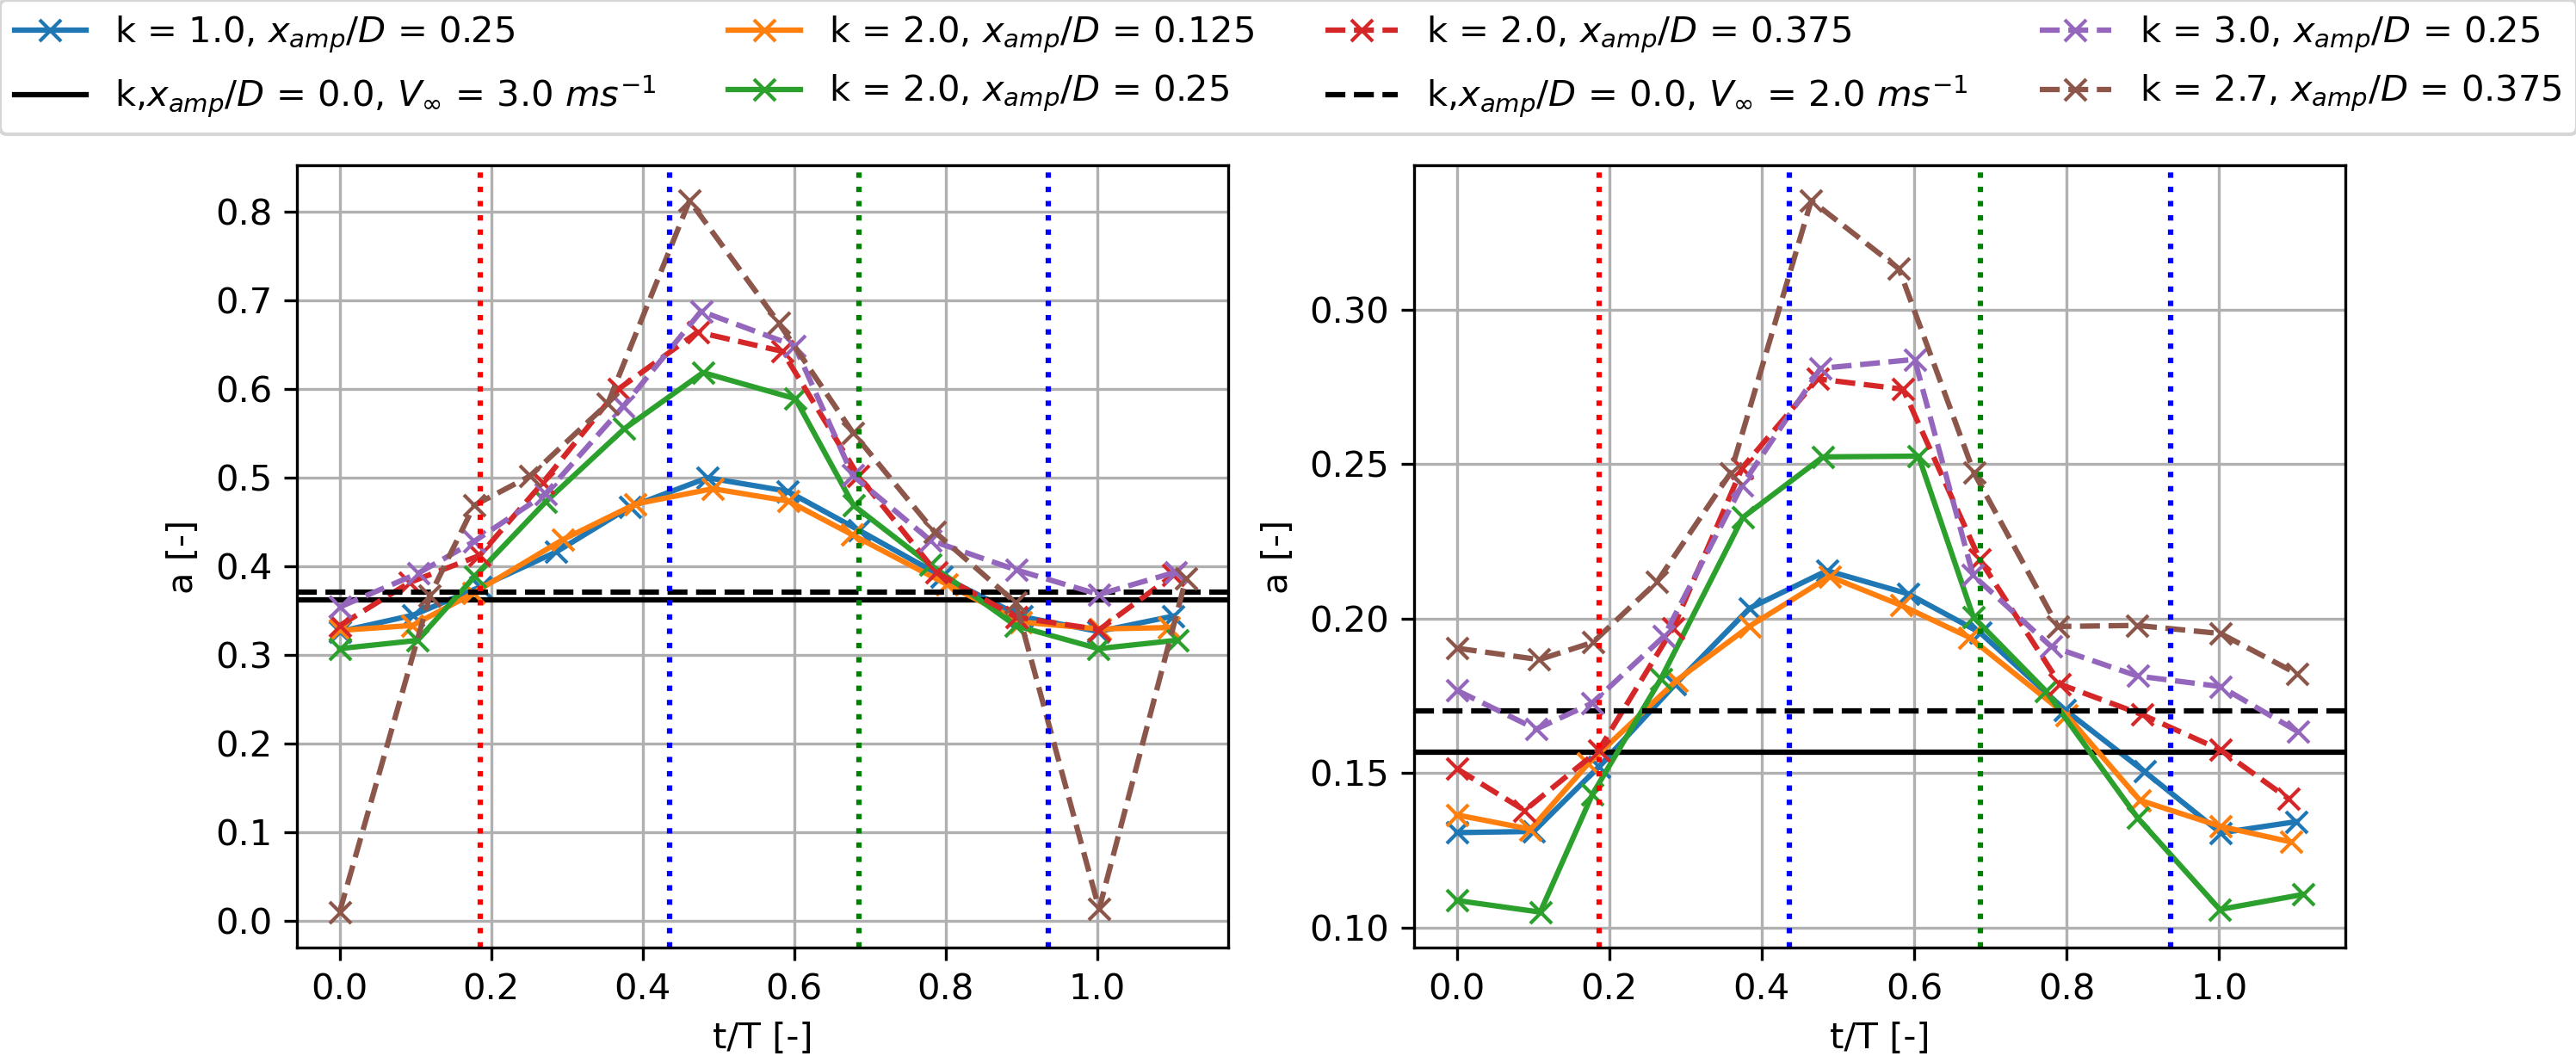 k = 1.0, x_amp/D = 0.25
k,x_amp/D = 0.0, V_∞ = 3.0 ms⁻¹
k = 2.0, x_amp/D = 0.125
k = 2.0, x_amp/D = 0.25
k = 2.0, x_amp/D = 0.375
k,x_amp/D = 0.0, V_∞ = 2.0 ms⁻¹
k = 3.0, x_amp/D = 0.25
k = 2.7, x_amp/D = 0.375
a [-]
0.8
0.7
0.6
0.5
0.4
0.3
0.2
0.1
0.0
0.0 0.2 0.4 0.6 0.8 1.0
t/T [-]
a [-]
0.30
0.25
0.20
0.15
0.10
0.0 0.2 0.4 0.6 0.8 1.0
t/T [-]